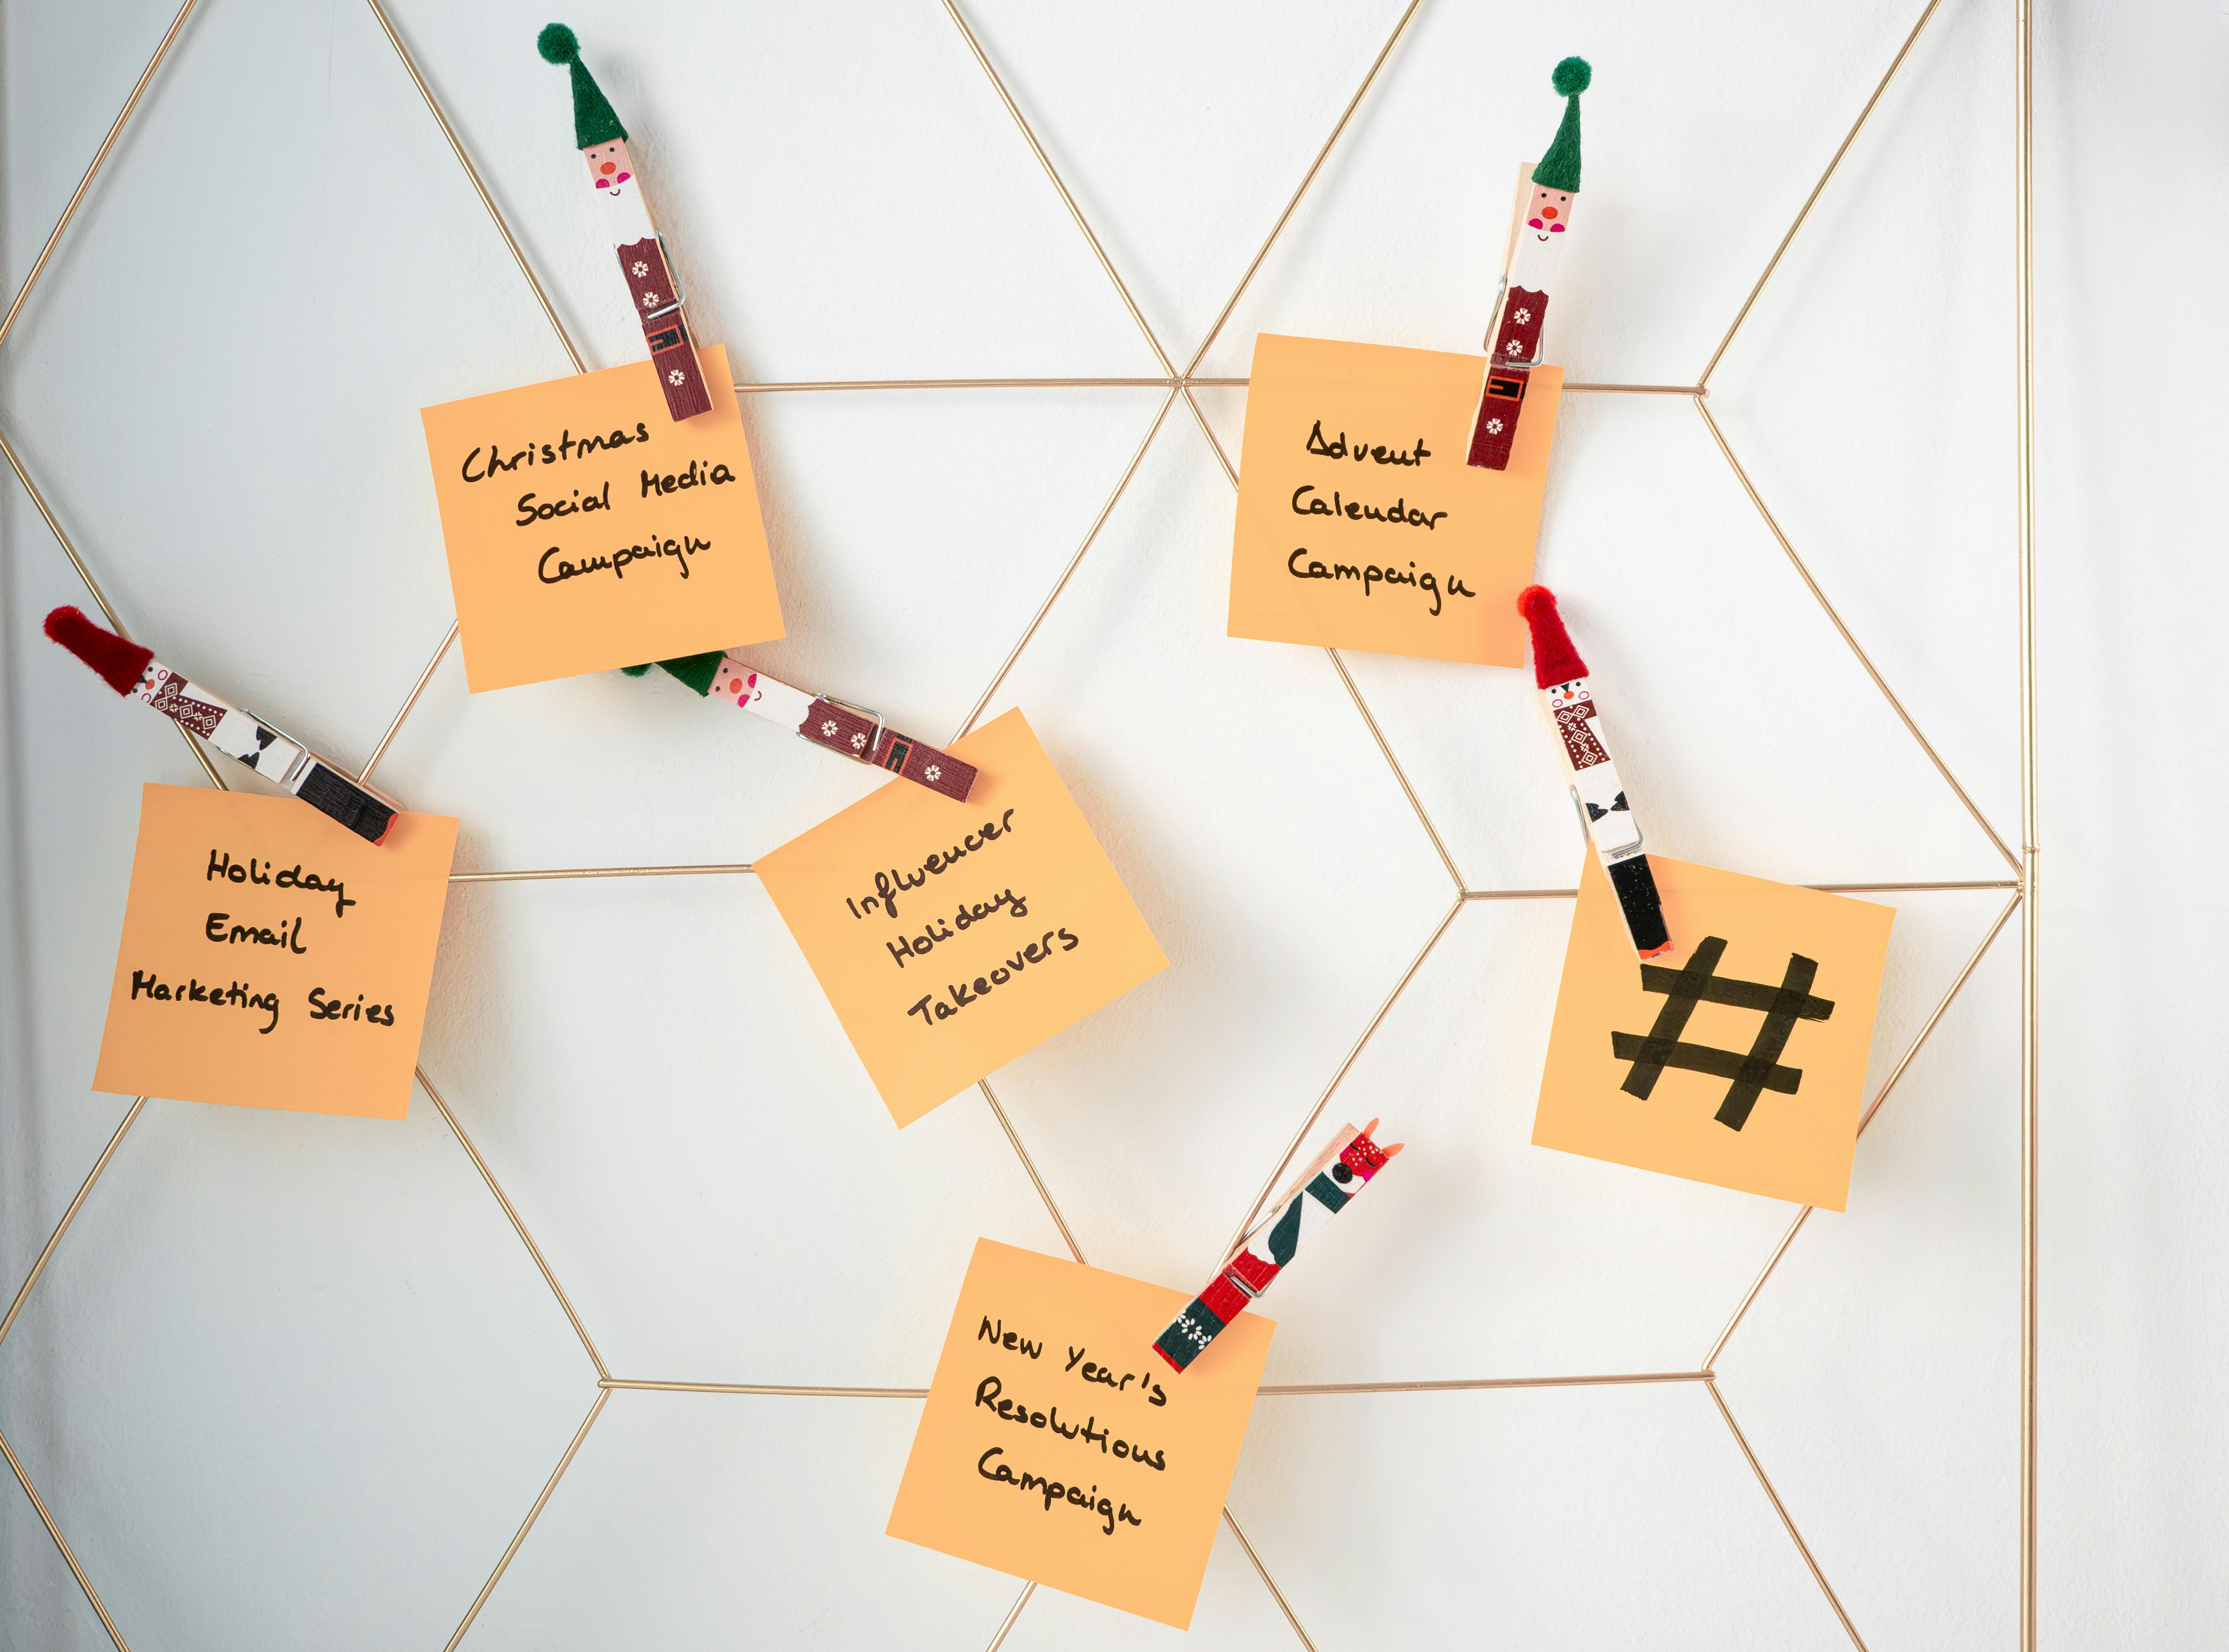 Christmas
Social Media
Campaign
Advent
Calendar
Campaign
Holiday
Email
Marketing Series
Influencer
Holiday
Takeovers
#
New Year's
Resolutions
Campaign